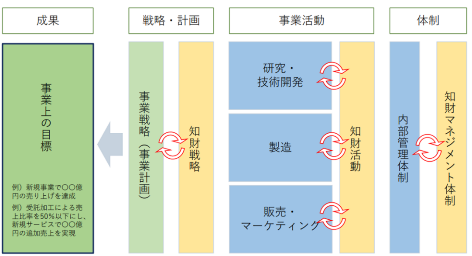 成果
戦略・計画
事業活動
体制
事業上の目標
例）新規事業で〇〇億
円の売り上げを達成
例）受託加工による売
上比率を50%以下にし、
新規サービスで〇〇億
円の追加売上を実現
事業戦略（事業計画）
知財戦略
研究・
技術開発
製造
販売・
マーケティング
知財活動
内部管理体制
知財マネジメント体制